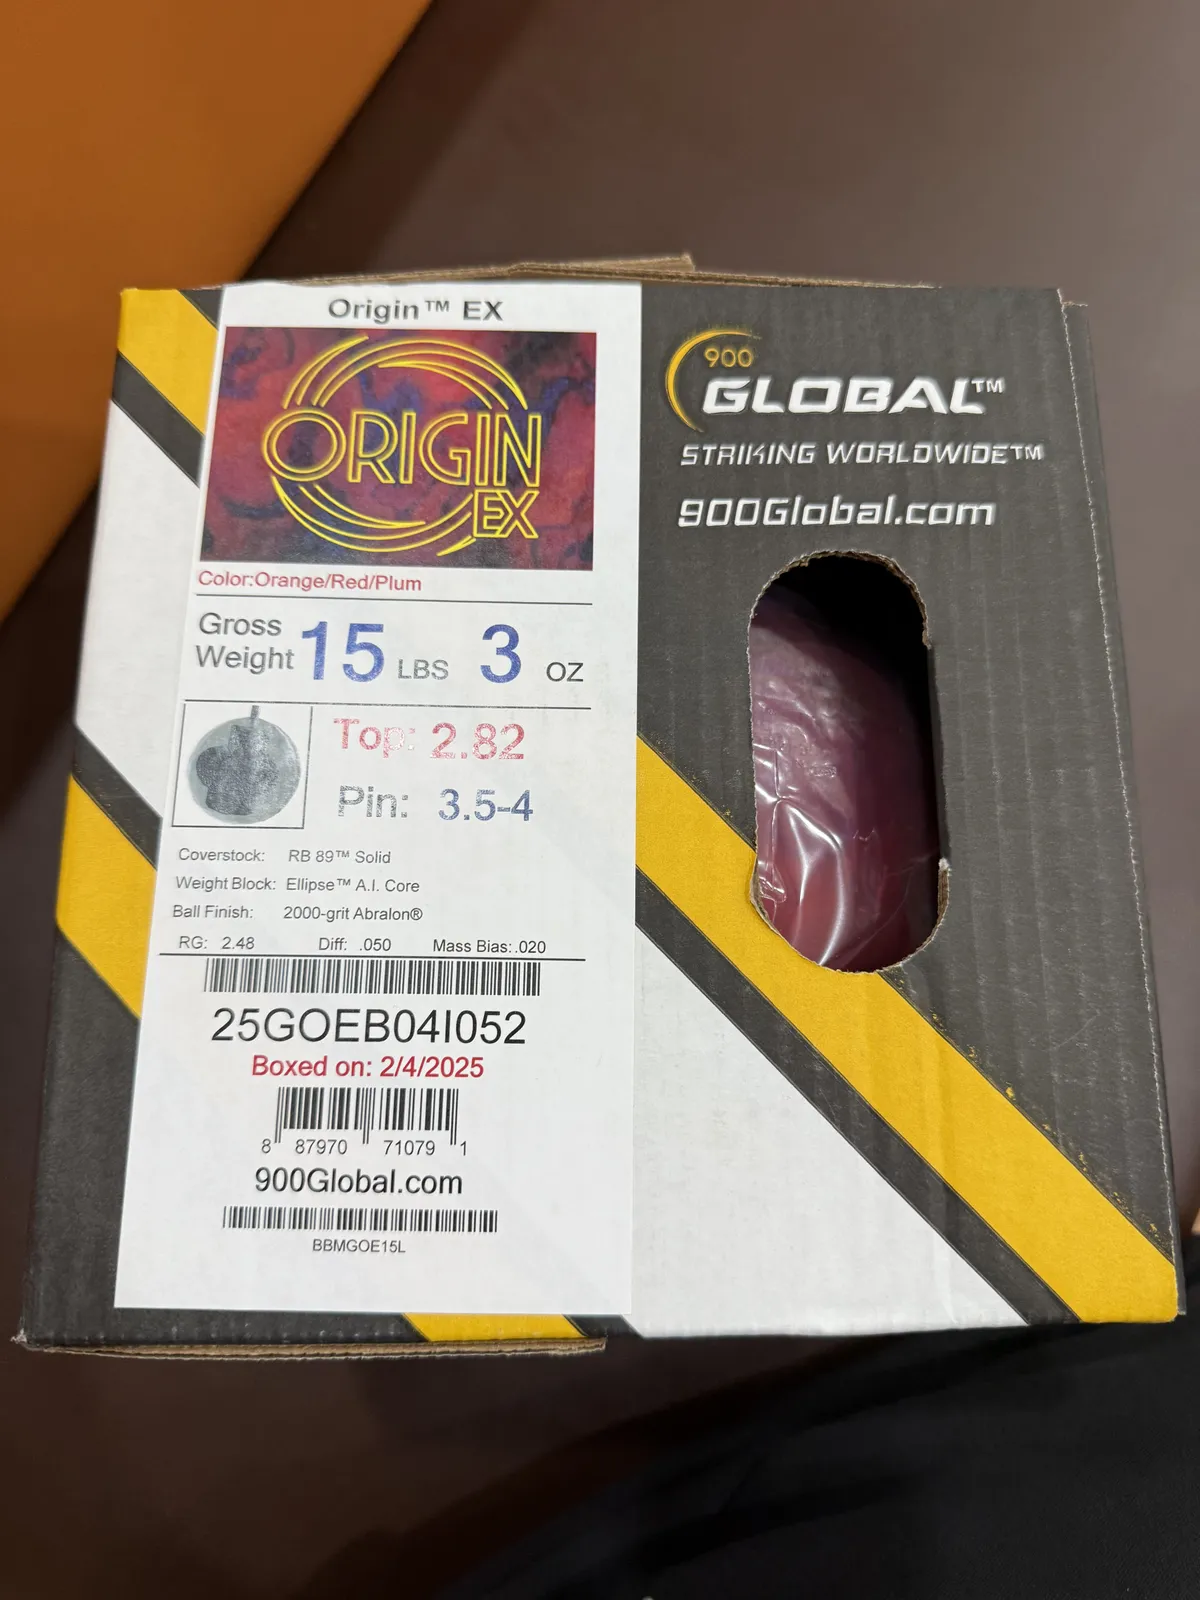 Origin™ EX
ORIGIN
EX
Color:Orange/Red/Plum
Gross Weight 15 LBS 3 OZ
Top: 2.82
Pin: 3.5-4
Coverstock: RB 89™ Solid
Weight Block: Ellipse™ A.I. Core
Ball Finish: 2000-grit Abralon®
RG: 2.48 Diff: .050 Mass Bias:.020
25GOEB04I052
Boxed on: 2/4/2025
8 87970 71079 1
900Global.com
BBMGOE15L
900
GLOBAL™
STRIKING WORLDWIDE™
900Global.com